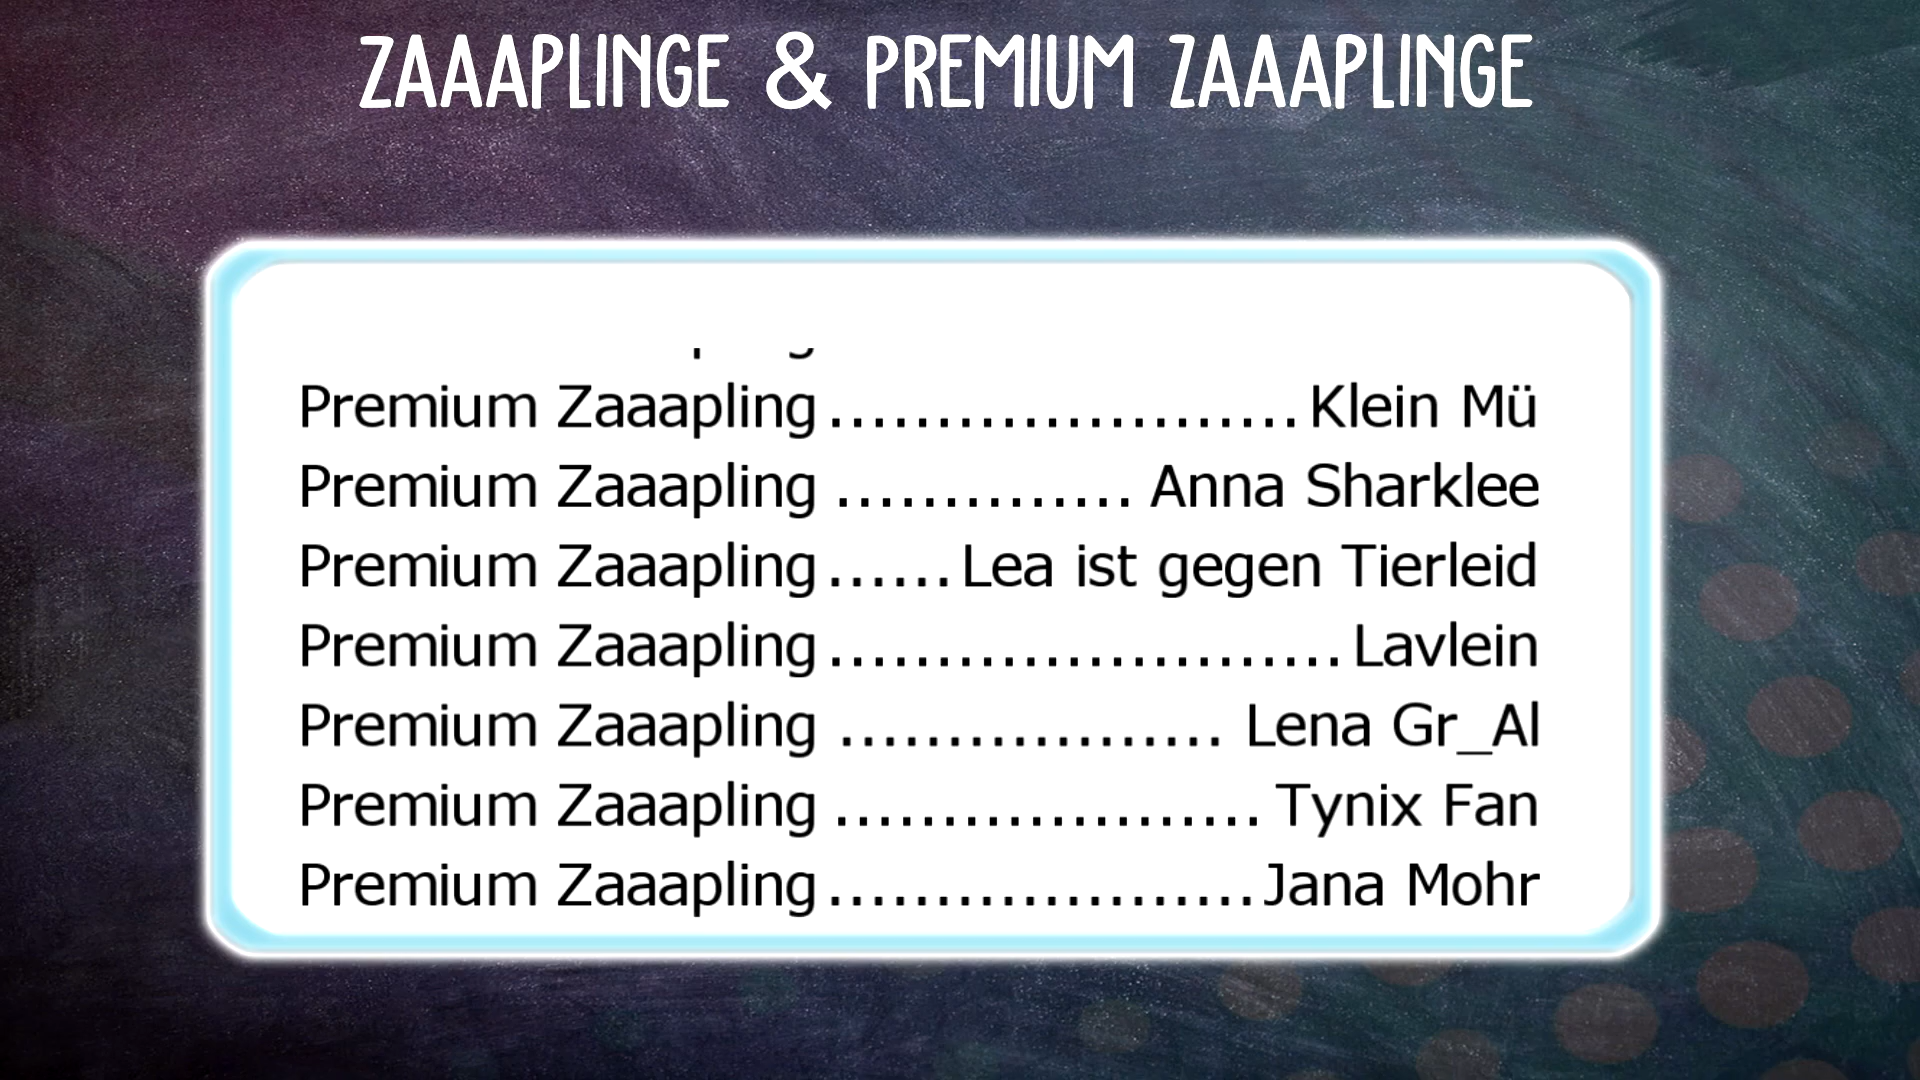 ZAAAPLINGE & PREMIUM ZAAAPLINGE
Premium Zaaapling......................Klein Mü
Premium Zaaapling .............. Anna Sharklee
Premium Zaaapling......Lea ist gegen Tierleid
Premium Zaaapling........................Lavlein
Premium Zaaapling .................. Lena Gr_Al
Premium Zaaapling .................... Tynix Fan
Premium Zaaapling....................Jana Mohr